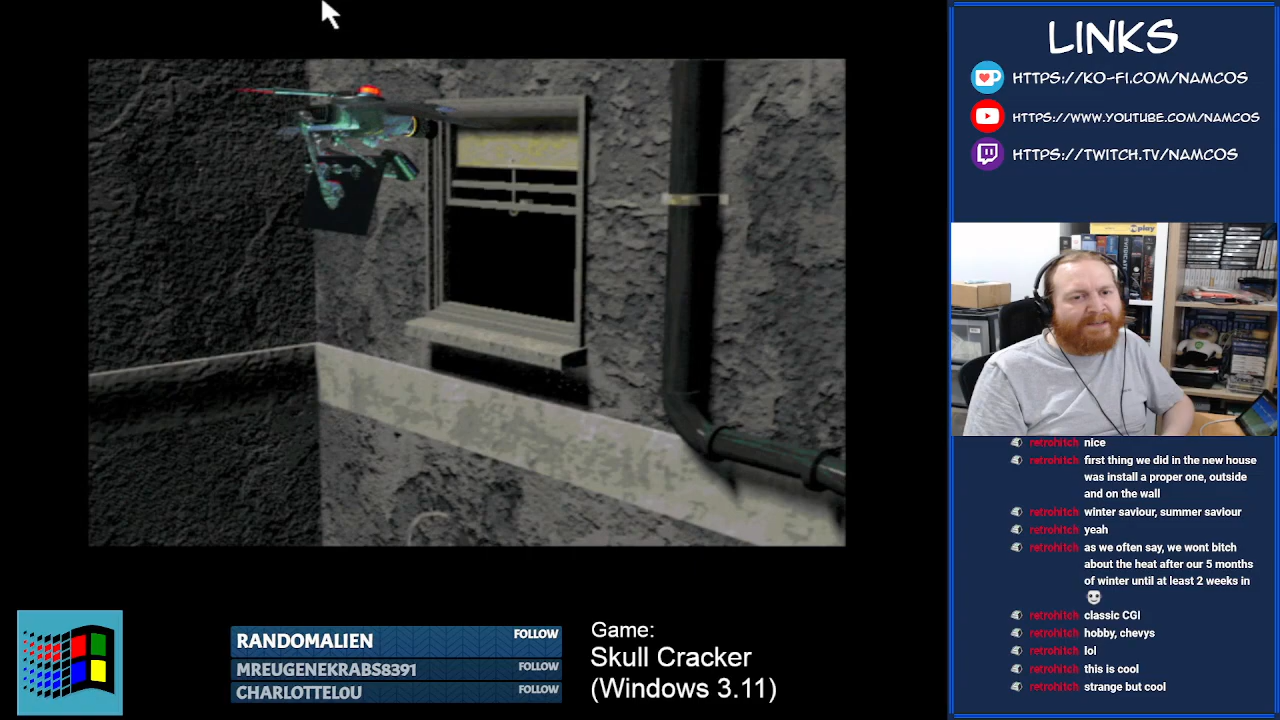 LINKS
HTTPS://KO-FI.COM/NAMCOS
HTTPS://WWW.YOUTUBE.COM/NAMCOS
HTTPS://TWITCH.TV/NAMCOS
play
retrohitch nice
retrohitch first thing we did in the new house
was install a proper one, outside
and on the wall
retrohitch winter saviour, summer saviour
retrohitch yeah
retrohitch as we often say, we wont bitch
about the heat after our 5 months
of winter until at least 2 weeks in
retrohitch classic CGI
retrohitch hobby, chevys
retrohitch lol
retrohitch this is cool
retrohitch strange but cool
RANDOMALIEN FOLLOW
MREUGENEKRABS8391 FOLLOW
CHARLOTTELOU FOLLOW
Game:
Skull Cracker
(Windows 3.11)